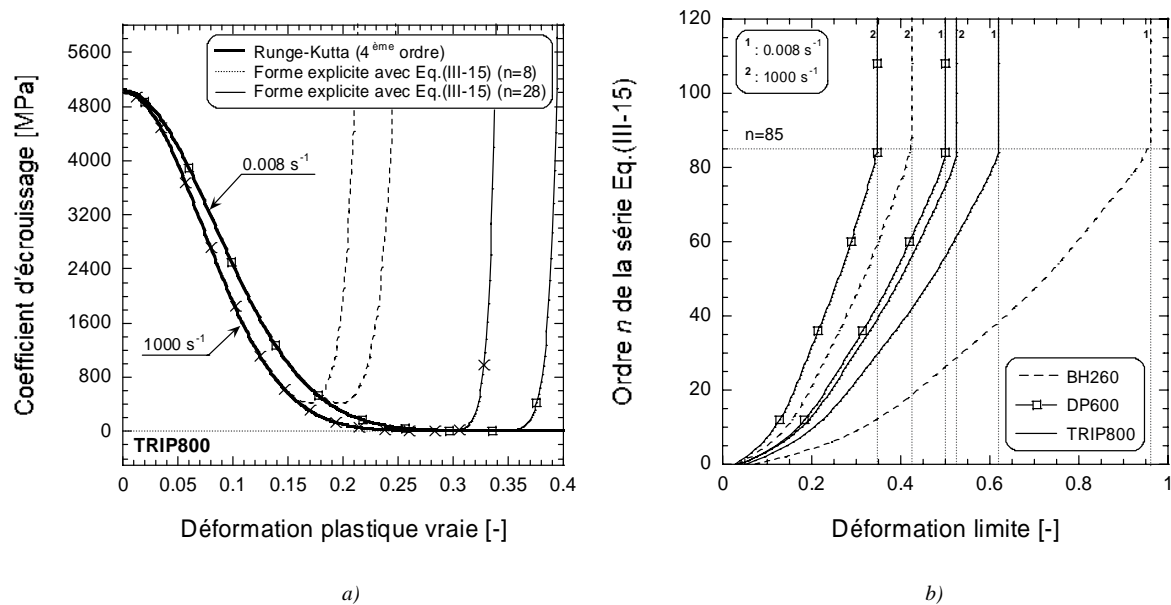 5600
4800
4000
3200
2400
1600
800
0
Coefficient d'écrouissage [MPa]
Runge-Kutta (4ème ordre)
Forme explicite avec Eq.(III-15) (n=8)
Forme explicite avec Eq.(III-15) (n=28)
0.008 s-1
1000 s-1
TRIP800
0 0.05 0.1 0.15 0.2 0.25 0.3 0.35 0.4
Déformation plastique vraie [-]
a)
120
100
80
60
40
20
0
Ordre n de la série Eq.(III-15)
1 : 0.008 s-1
2 : 1000 s-1
2 2 1 2 1 1
n=85
BH260
DP600
TRIP800
0 0.2 0.4 0.6 0.8 1
Déformation limite [-]
b)